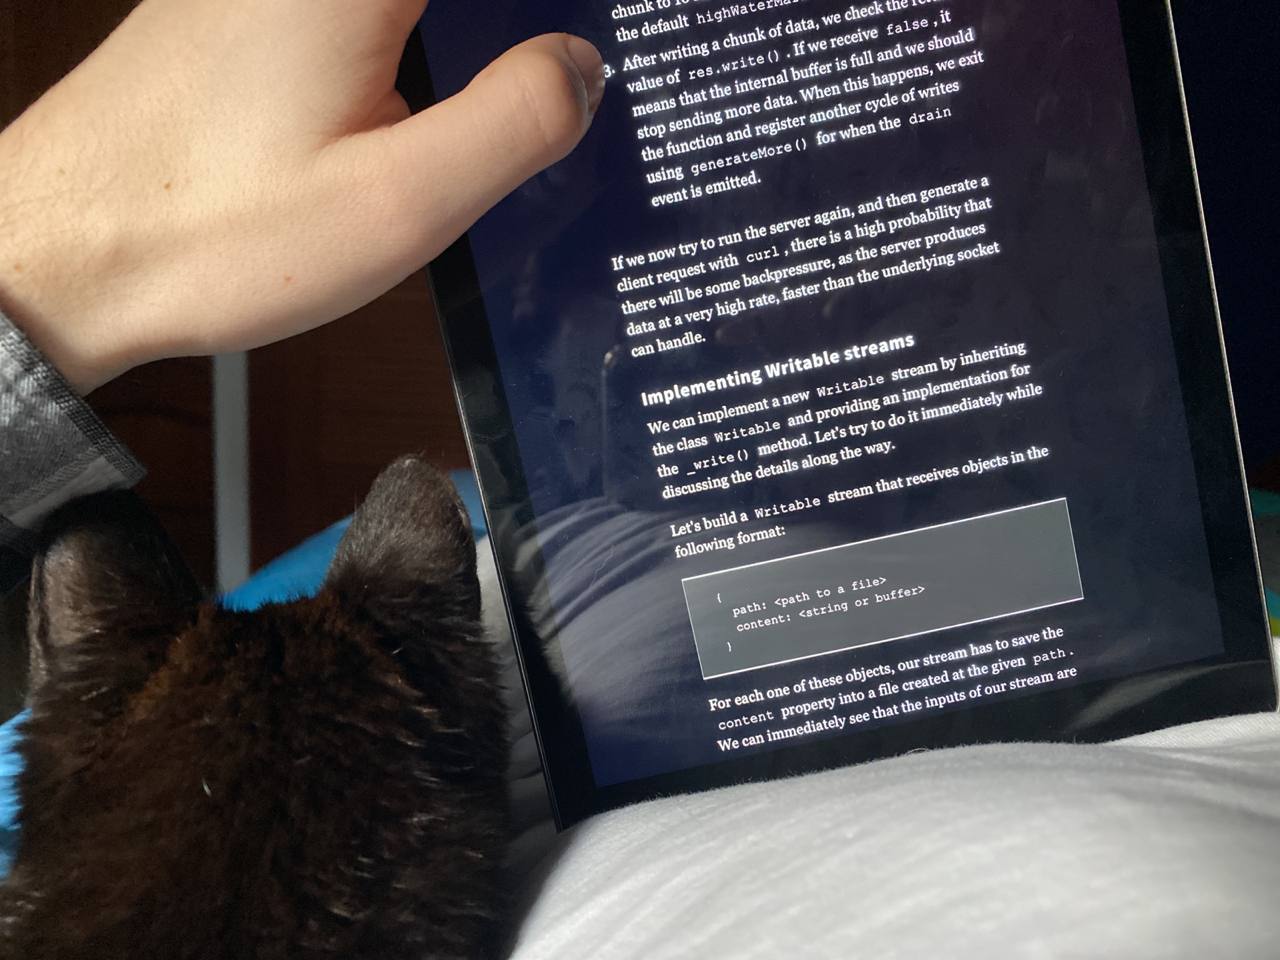 chunk to
the default highWaterMa
3. After writing a chunk of data, we check the
value of res.write() . If we receive false , it
means that the internal buffer is full and we should
stop sending more data. When this happens, we exit
the function and register another cycle of writes
using generateMore() for when the drain
event is emitted.
If we now try to run the server again, and then generate a
client request with curl , there is a high probability that
there will be some backpressure, as the server produces
data at a very high rate, faster than the underlying socket
can handle.
Implementing Writable streams
We can implement a new Writable stream by inheriting
the class Writable and providing an implementation for
the _write() method. Let's try to do it immediately while
discussing the details along the way.
Let's build a Writable stream that receives objects in the
following format:
{
path: <path to a file>
content: <string or buffer>
}
For each one of these objects, our stream has to save the
content property into a file created at the given path .
We can immediately see that the inputs of our stream are